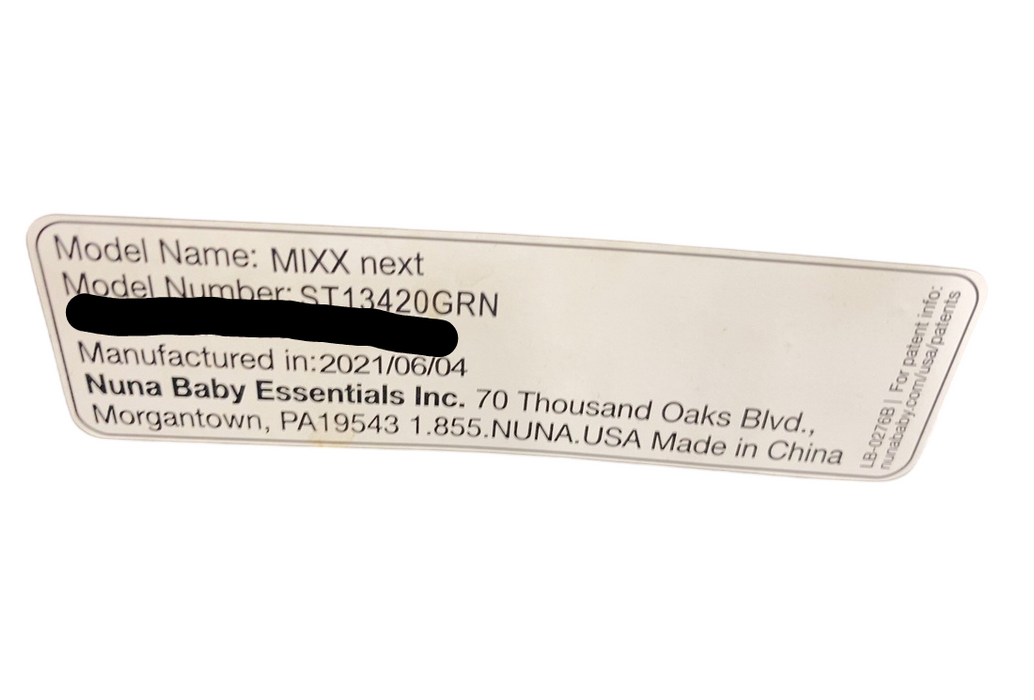 Model Name: MIXX next
Model Number: ST13420GRN
Manufactured in:2021/06/04
Nuna Baby Essentials Inc. 70 Thousand Oaks Blvd.,
Morgantown, PA19543 1.855.NUNA.USA Made in China
LB-0276B | For patent info:
nunababy.com/usa/patents